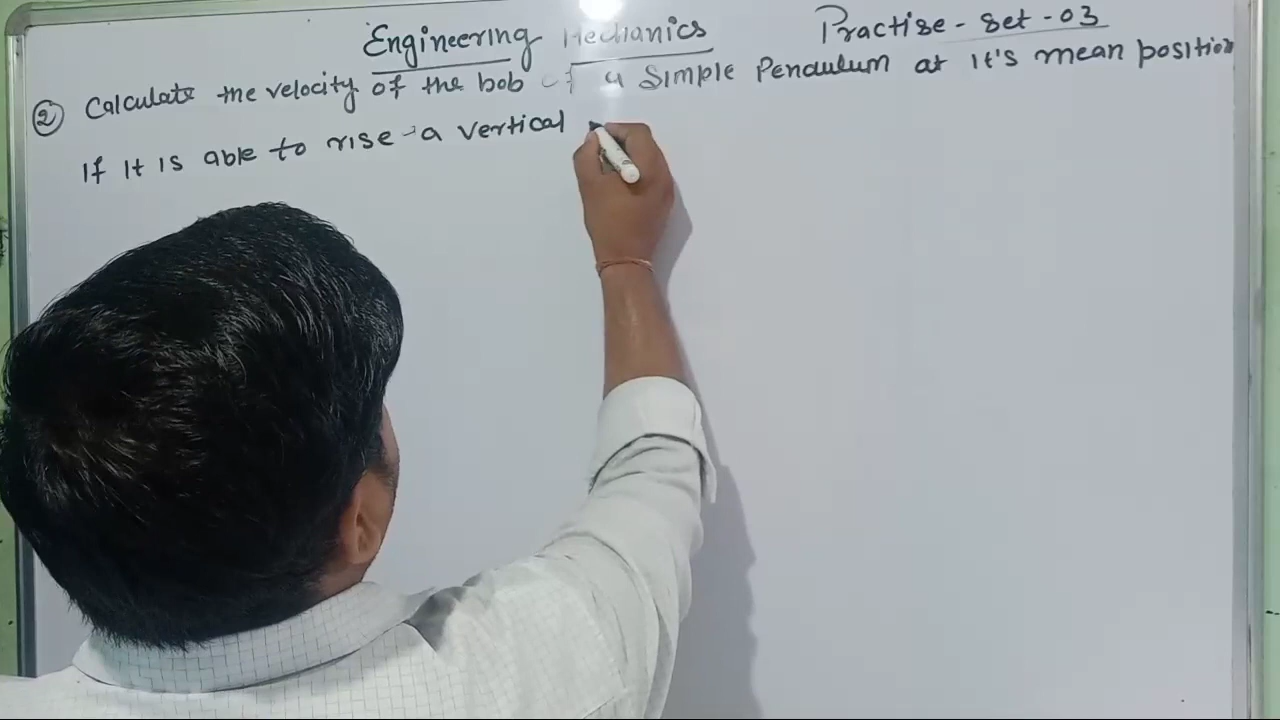 Engineering Mechanics
Practise - set - 03
② Calculate the velocity of the bob of a Simple Pendulum at it's mean position
If it is able to rise a vertical